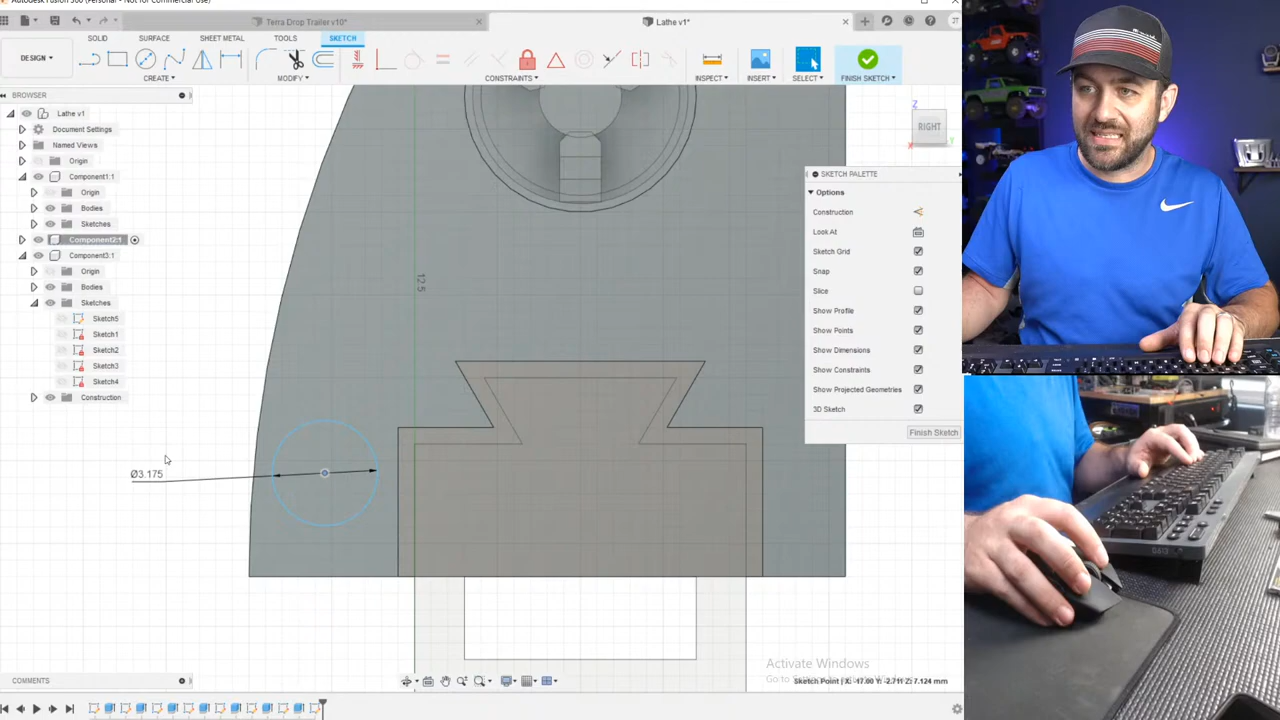 Autodesk Fusion 360 (Personal - Not for Commercial Use)
Terra Drop Trailer v10*
Lathe v1*
JT
SOLID
SURFACE
SHEET METAL
TOOLS
SKETCH
DESIGN
CREATE
MODIFY
CONSTRAINTS
INSPECT
INSERT
SELECT
FINISH SKETCH
BROWSER
Lathe v1
Document Settings
Named Views
Origin
Component1:1
Origin
Bodies
Sketches
Component2:1
Component3:1
Origin
Bodies
Sketches
Sketch5
Sketch1
Sketch2
Sketch3
Sketch4
Construction
Z
RIGHT
X
Y
SKETCH PALETTE
Options
Construction
Look At
Sketch Grid
Snap
Slice
Show Profile
Show Points
Show Dimensions
Show Constraints
Show Projected Geometries
3D Sketch
Finish Sketch
12.5
Ø3.175
Activate Windows
COMMENTS